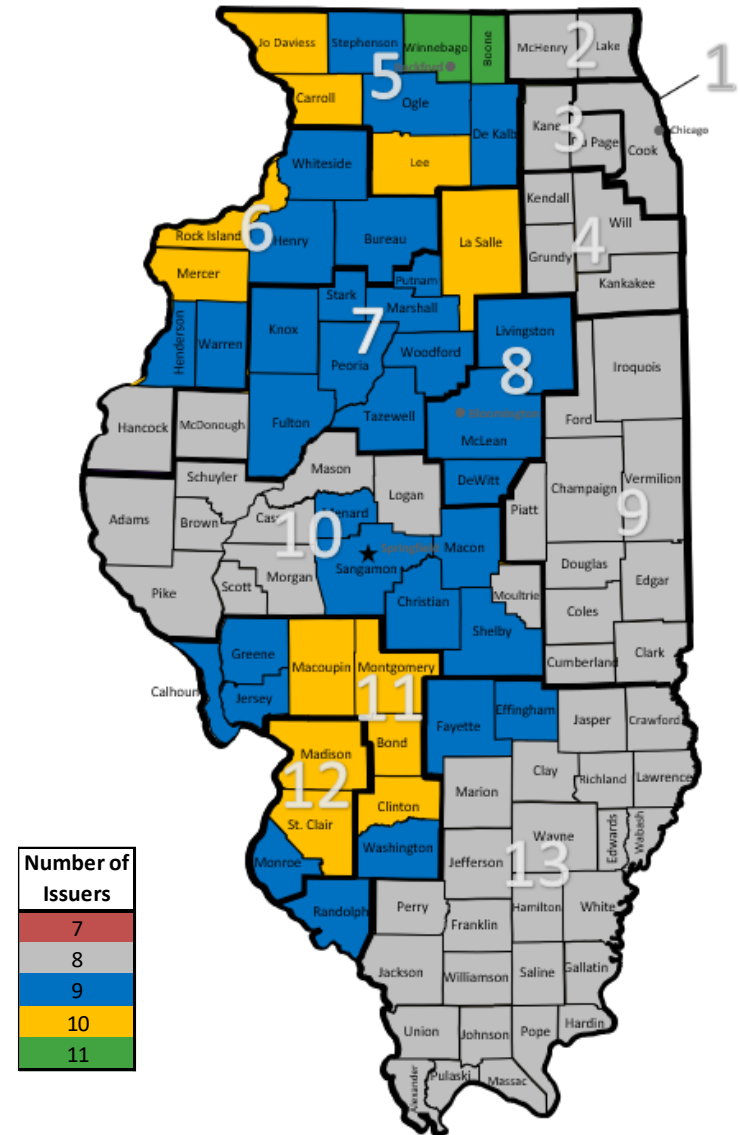 Jo Daviess
Stephenson
Winnebago
Boone
McHenry
Lake
2
1
5
Rockford
Carroll
Ogle
De Kalb
Kane
3
Du Page
Cook
Chicago
Whiteside
Lee
Kendall
Will
4
Rock Island
6
Henry
Bureau
La Salle
Grundy
Mercer
Putnam
Kankakee
Stark
Marshall
Henderson
Warren
Knox
7
Peoria
Woodford
Livingston
8
Iroquois
Hancock
McDonough
Fulton
Tazewell
Bloomington
McLean
Ford
Mason
Schuyler
Logan
DeWitt
Champaign
Vermilion
Adams
Brown
10
Menard
Piatt
9
Springfield
Macon
Sangamon
Pike
Scott
Morgan
Christian
Moultrie
Douglas
Edgar
Coles
Shelby
Greene
Macoupin
Montgomery
Cumberland
Clark
Calhoun
Jersey
11
Fayette
Effingham
Jasper
Crawford
Madison
Bond
12
Clay
Richland
Lawrence
Marion
Clinton
St. Clair
Wayne
Edwards
Wabash
Monroe
Washington
Jefferson
13
Randolph
Perry
Hamilton
White
Franklin
Jackson
Williamson
Saline
Gallatin
Union
Johnson
Pope
Hardin
Alexander
Pulaski
Massac
Number of
Issuers
7
8
9
10
11